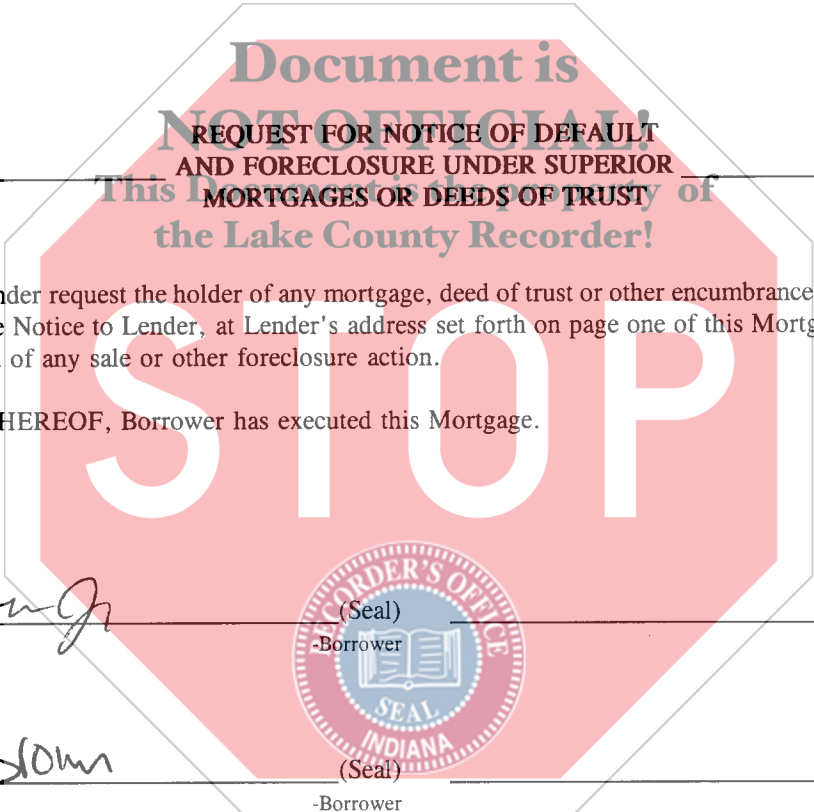 Document is
NOT OFFICIAL!
REQUEST FOR NOTICE OF DEFAULT
AND FORECLOSURE UNDER SUPERIOR
This Document is the property of
MORTGAGES OR DEEDS OF TRUST
the Lake County Recorder!
nder request the holder of any mortgage, deed of trust or other encumbrance
Notice to Lender, at Lender's address set forth on page one of this Mortg
of any sale or other foreclosure action.
HEREOF, Borrower has executed this Mortgage.
STOP
(Seal)
-Borrower
RECORDER'S OFFICE
SEAL
INDIANA
(Seal)
-Borrower